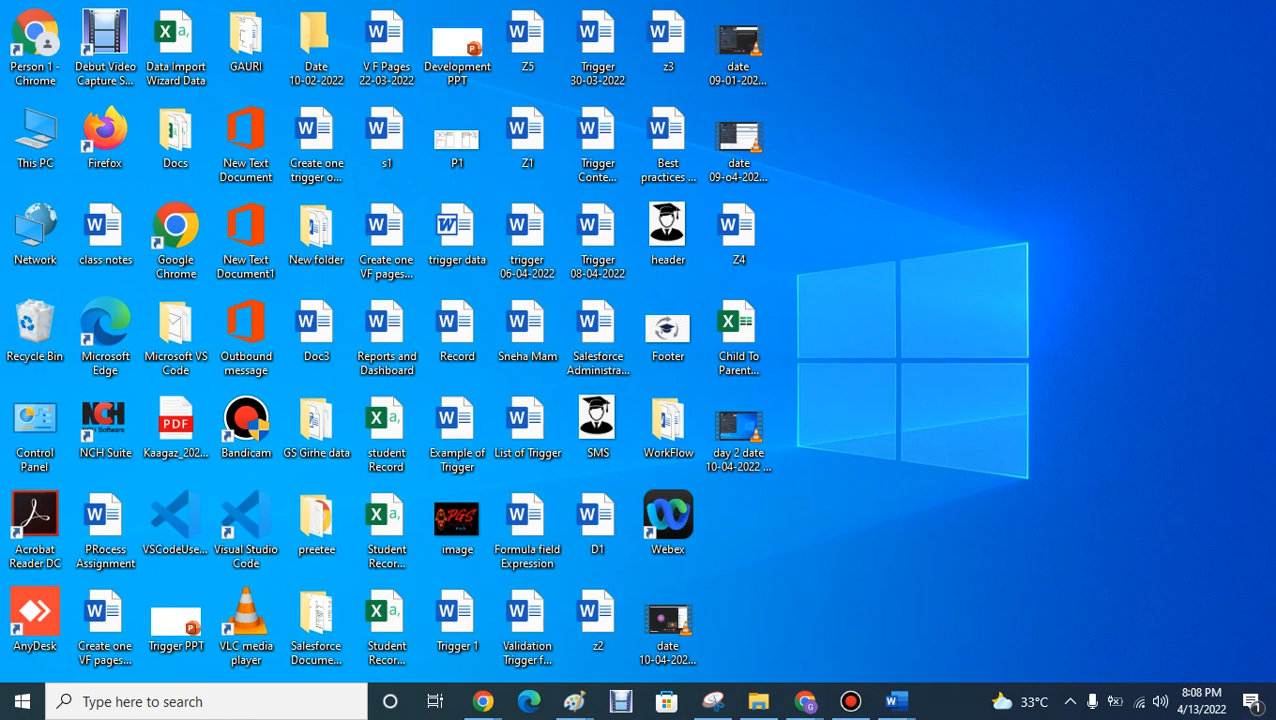 Person 1 -
Chrome
Debut Video
Capture S...
Data Import
Wizard Data
GAURI
Date
10-02-2022
V F Pages
22-03-2022
Development
PPT
Z5
Trigger
30-03-2022
z3
date
09-01-202...
This PC
Firefox
Docs
New Text
Document
Create one
trigger o...
s1
P1
Z1
Trigger
Conte...
Best
practices ...
date
09-o4-202...
Network
class notes
Google
Chrome
New Text
Document1
New folder
Create one
VF pages...
trigger data
trigger
06-04-2022
Trigger
08-04-2022
header
Z4
Recycle Bin
Microsoft
Edge
Microsoft VS
Code
Outbound
message
Doc3
Reports and
Dashboard
Record
Sneha Mam
Salesforce
Administra...
Footer
Child To
Parent...
Control
Panel
NCH
NCH Suite
PDF
Kaagaz_202...
Bandicam
GS Girhe data
student
Record
Example of
Trigger
List of Trigger
SMS
WorkFlow
day 2 date
10-04-2022 ...
Acrobat
Reader DC
PRocess
Assignment
VSCodeUse...
Visual Studio
Code
preetee
Student
Recor...
PGS
image
Formula field
Expression
D1
Webex
AnyDesk
Create one
VF pages...
Trigger PPT
VLC media
player
Salesforce
Docume...
Student
Recor...
Trigger 1
Validation
Trigger f...
z2
date
10-04-202...
Type here to search
33°C
8:08 PM
4/13/2022
1